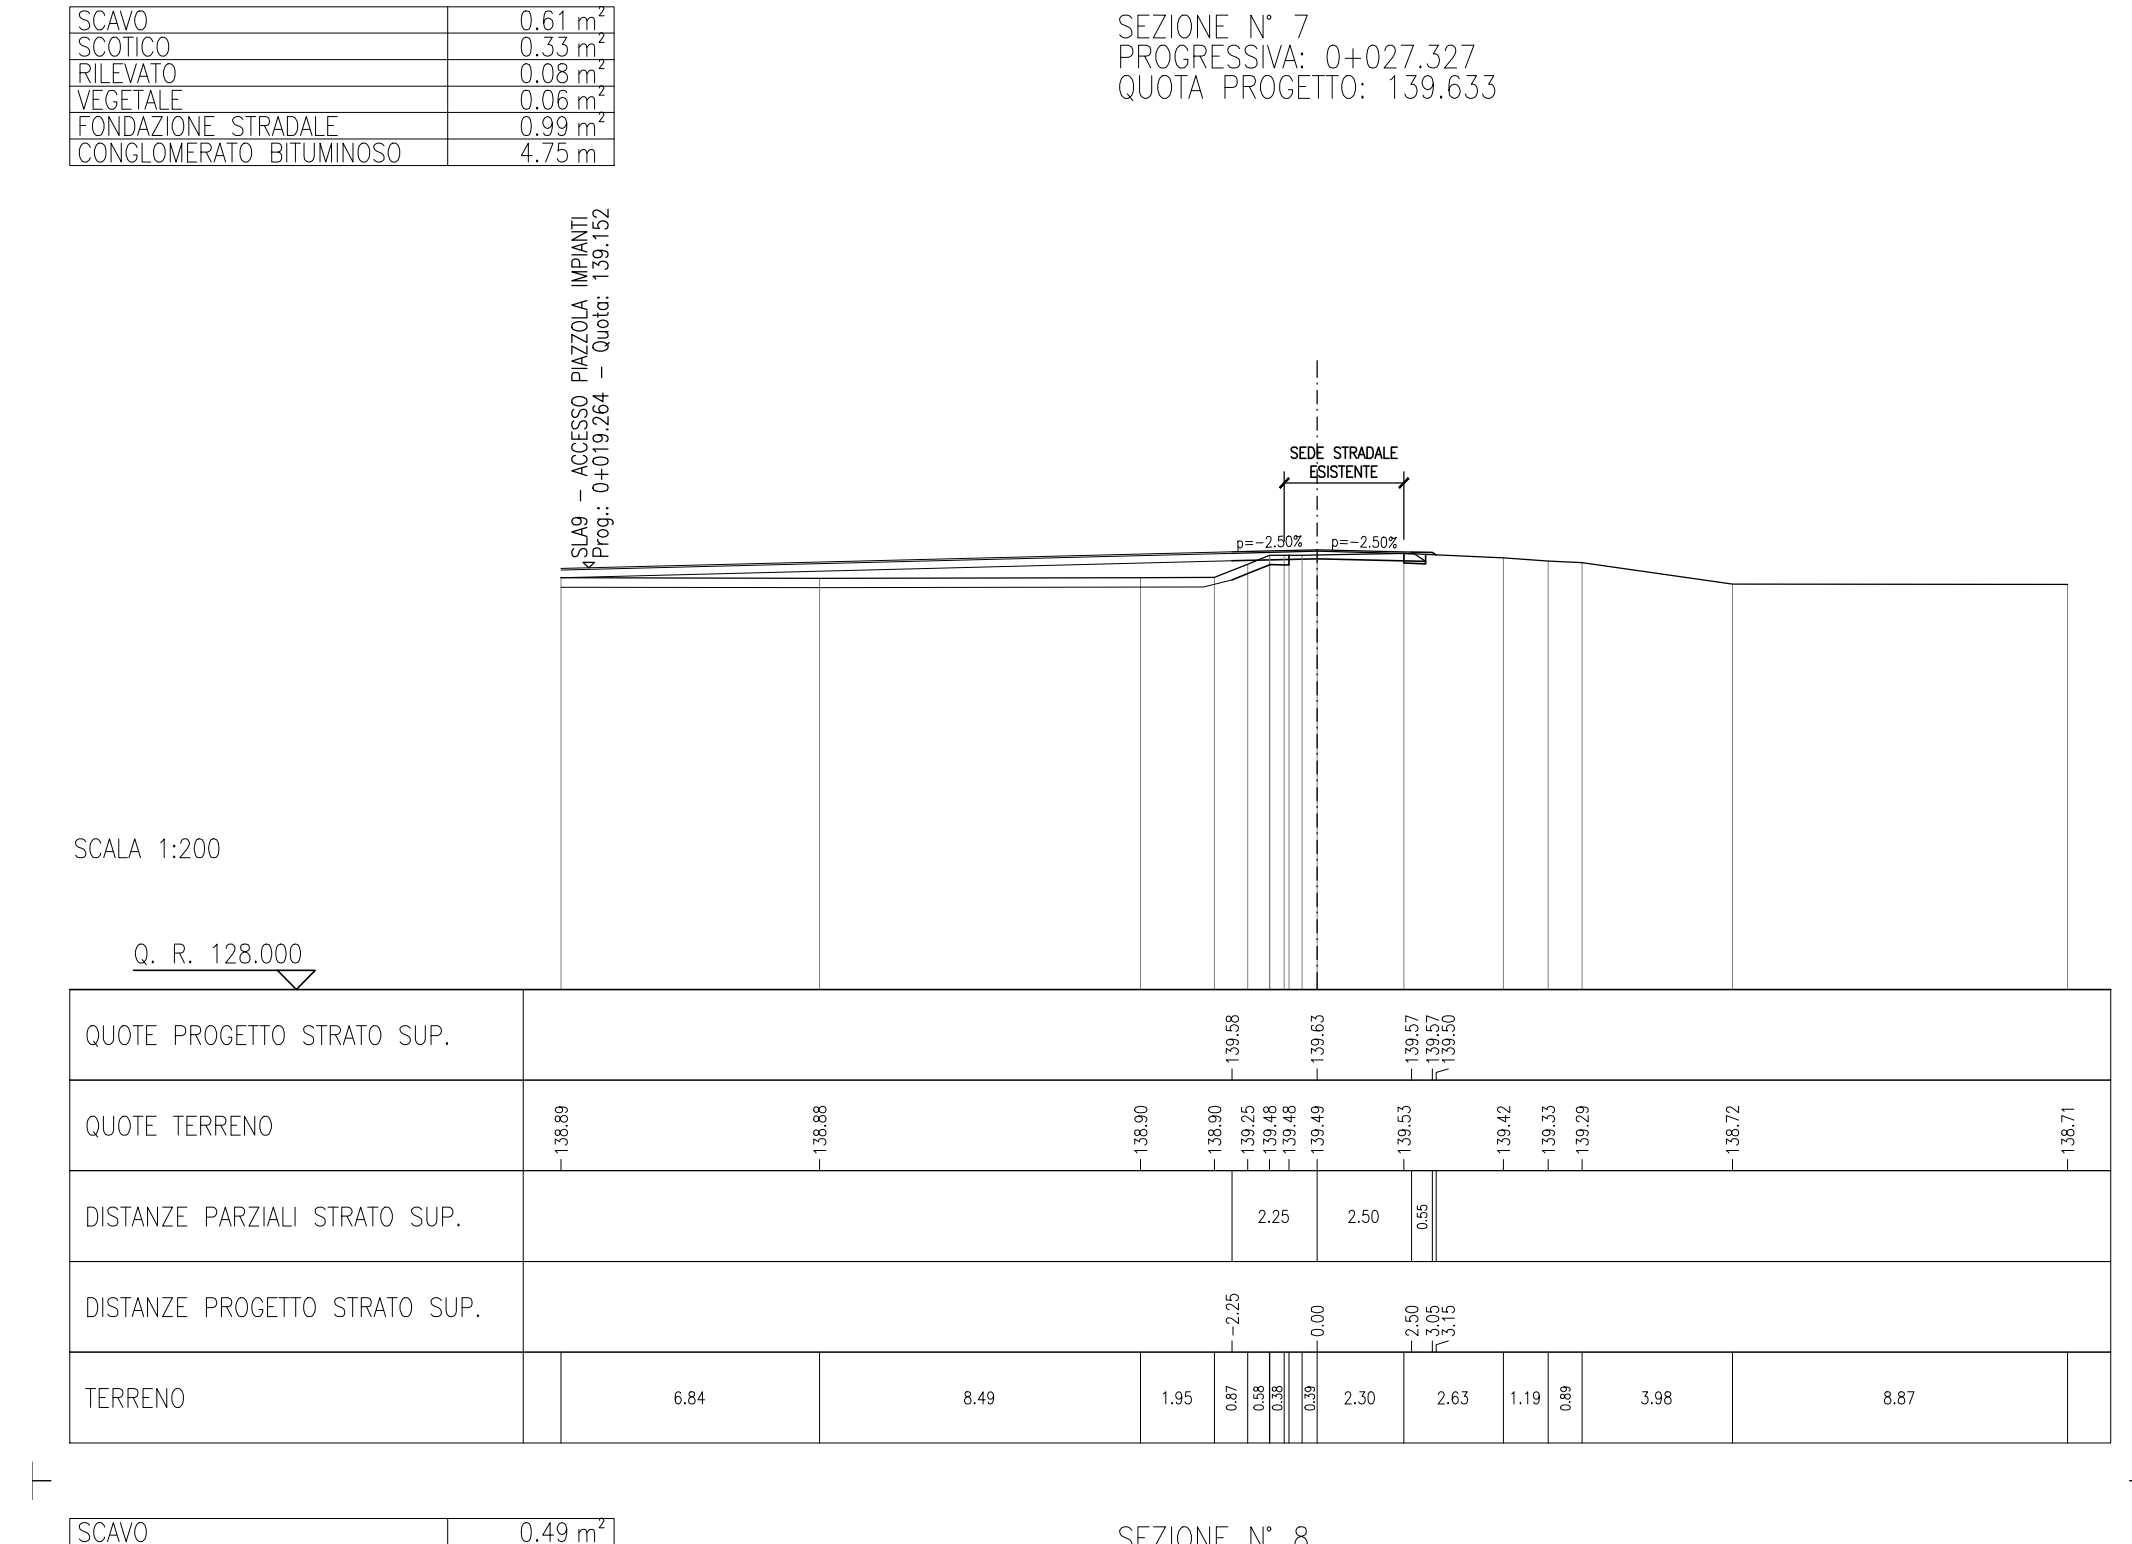 SCAVO 0.61 m²
SCOTICO 0.33 m²
RILEVATO 0.08 m²
VEGETALE 0.06 m²
FONDAZIONE STRADALE 0.99 m²
CONGLOMERATO BITUMINOSO 4.75 m
SEZIONE N° 7
PROGRESSIVA: 0+027.327
QUOTA PROGETTO: 139.633
SLA9 - ACCESSO PIAZZOLA IMPIANTI
Prog.: 0+019.264 - Quota: 139.152
SEDE STRADALE
ESISTENTE
p=-2.50% p=-2.50%
SCALA 1:200
Q. R. 128.000
QUOTE PROGETTO STRATO SUP. 139.58 139.63 139.57 139.57 139.50
QUOTE TERRENO 138.89 138.88 138.90 138.90 139.25 139.48 139.48 139.49 139.53 139.42 139.33 139.29 138.72 138.71
DISTANZE PARZIALI STRATO SUP. 2.25 2.50 0.55
DISTANZE PROGETTO STRATO SUP. -2.25 0.00 2.50 3.05 3.15
TERRENO 6.84 8.49 1.95 0.87 0.58 0.38 0.39 2.30 2.63 1.19 0.89 3.98 8.87
SCAVO 0.49 m²
SEZIONE N° 8